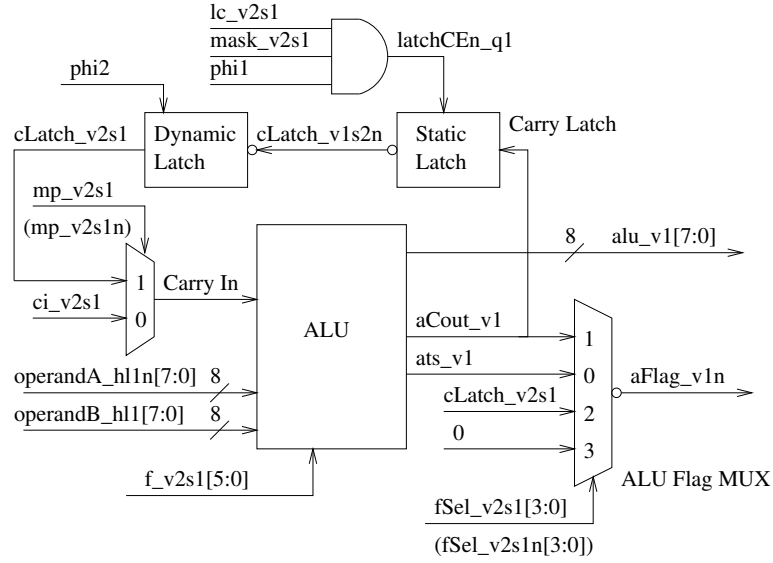 lc_v2s1
mask_v2s1
phi1
latchCEn_q1
phi2
cLatch_v2s1
Dynamic
Latch
cLatch_v1s2n
Static
Latch
Carry Latch
mp_v2s1
(mp_v2s1n)
1
0
ci_v2s1
Carry In
ALU
8
alu_v1[7:0]
aCout_v1
ats_v1
cLatch_v2s1
0
1
0
2
3
aFlag_v1n
operandA_hl1n[7:0]
8
operandB_hl1[7:0]
8
f_v2s1[5:0]
ALU Flag MUX
fSel_v2s1[3:0]
(fSel_v2s1n[3:0])